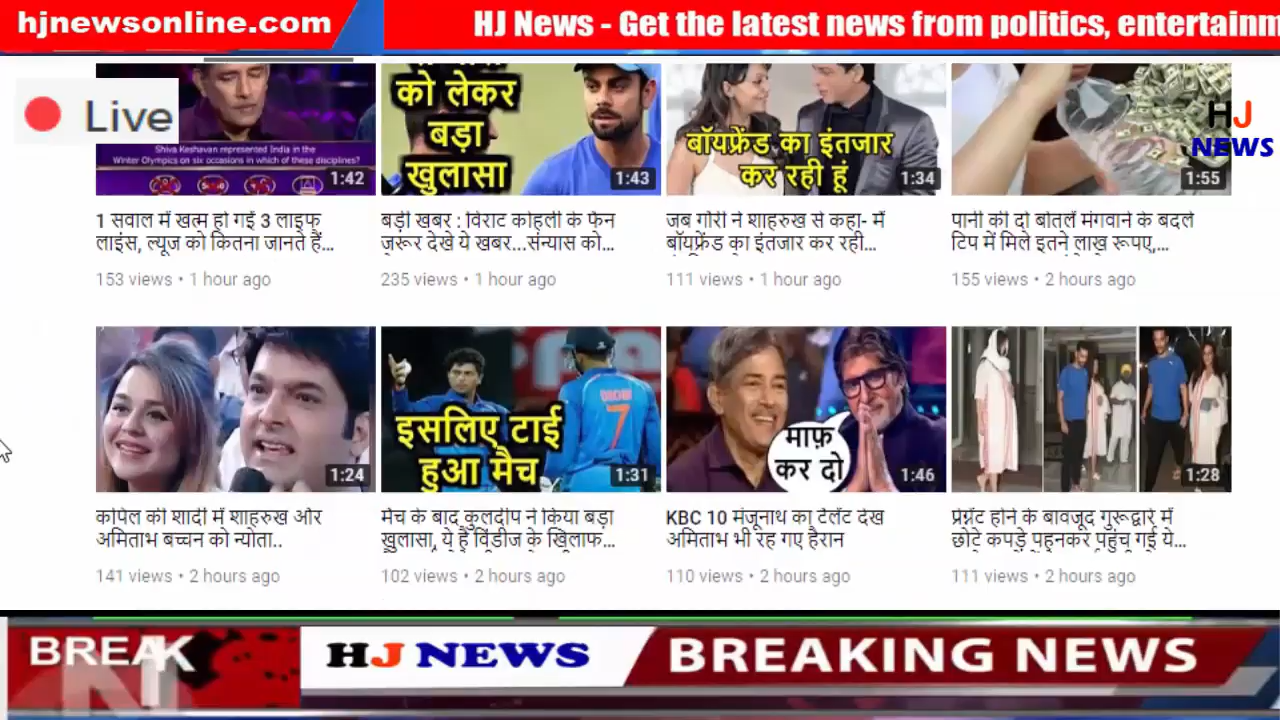 hjnewsonline.com
HJ News - Get the latest news from politics, entertainm
Live
HJ
NEWS
Shiva Keshavan represented India in the
Winter Olympics on six occasions in which of these disciplines?
1:42
को लेकर
बड़ा
खुलासा
1:43
बॉयफ्रेंड का इंतजार
कर रही हूं
1:34
1:55
1 सवाल में खत्म हो गई 3 लाइफ
लाईंस, ल्यूज को कितना जानते हैं...
153 views • 1 hour ago
बड़ी खबर : विराट कोहली के फैन
जरूर देखे ये खबर...संन्यास को...
235 views • 1 hour ago
जब गोरी ने शाहरुख से कहा- मैं
बॉयफ्रेंड का इंतजार कर रही...
111 views • 1 hour ago
पानी की दो बोतलें मंगवाने के बदले
टिप में मिले इतने लाख रूपए,...
155 views • 2 hours ago
1:24
इसलिए टाई
हुआ मैच
7
1:31
माफ़
कर दो
1:46
1:28
कपिल की शादी में शाहरुख और
अमिताभ बच्चन को न्योता..
141 views • 2 hours ago
मैच के बाद कुलदीप ने किया बड़ा
खुलासा, ये हैं विंडीज के खिलाफ...
102 views • 2 hours ago
KBC 10 मंजूनाथ का टैलेंट देख
अमिताभ भी रह गए हैरान
110 views • 2 hours ago
प्रेग्नेंट होने के बावजूद गुरूद्वारे में
छोटे कपड़े पहनकर पहुंच गई ये...
111 views • 2 hours ago
BREAK
HJ NEWS
BREAKING NEWS